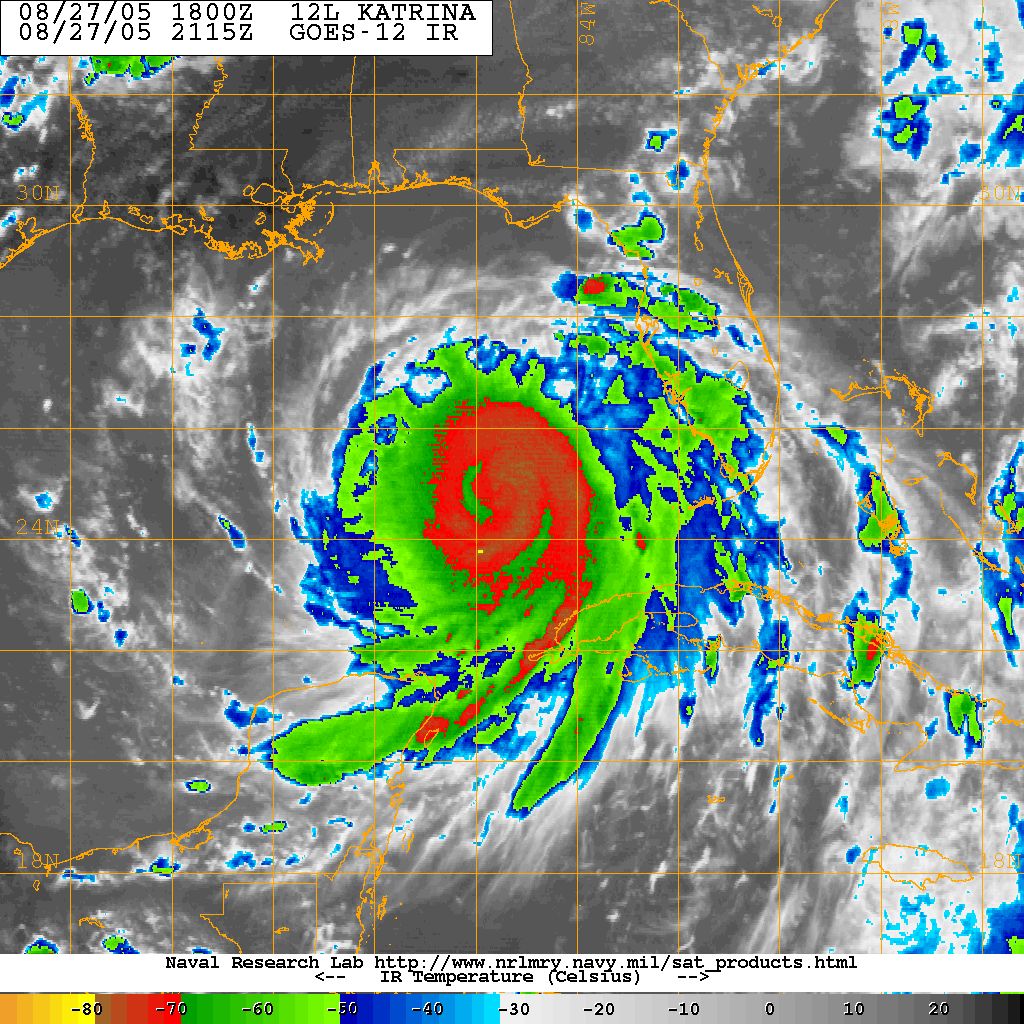 08/27/05 1800Z 12L KATRINA
08/27/05 2115Z GOES-12 IR
84W
30N
30N
24N
18N
18N
Naval Research Lab http://www.nrlmry.navy.mil/sat_products.html
<-- IR Temperature (Celsius) -->
-80 -70 -60 -50 -40 -30 -20 -10 0 10 20